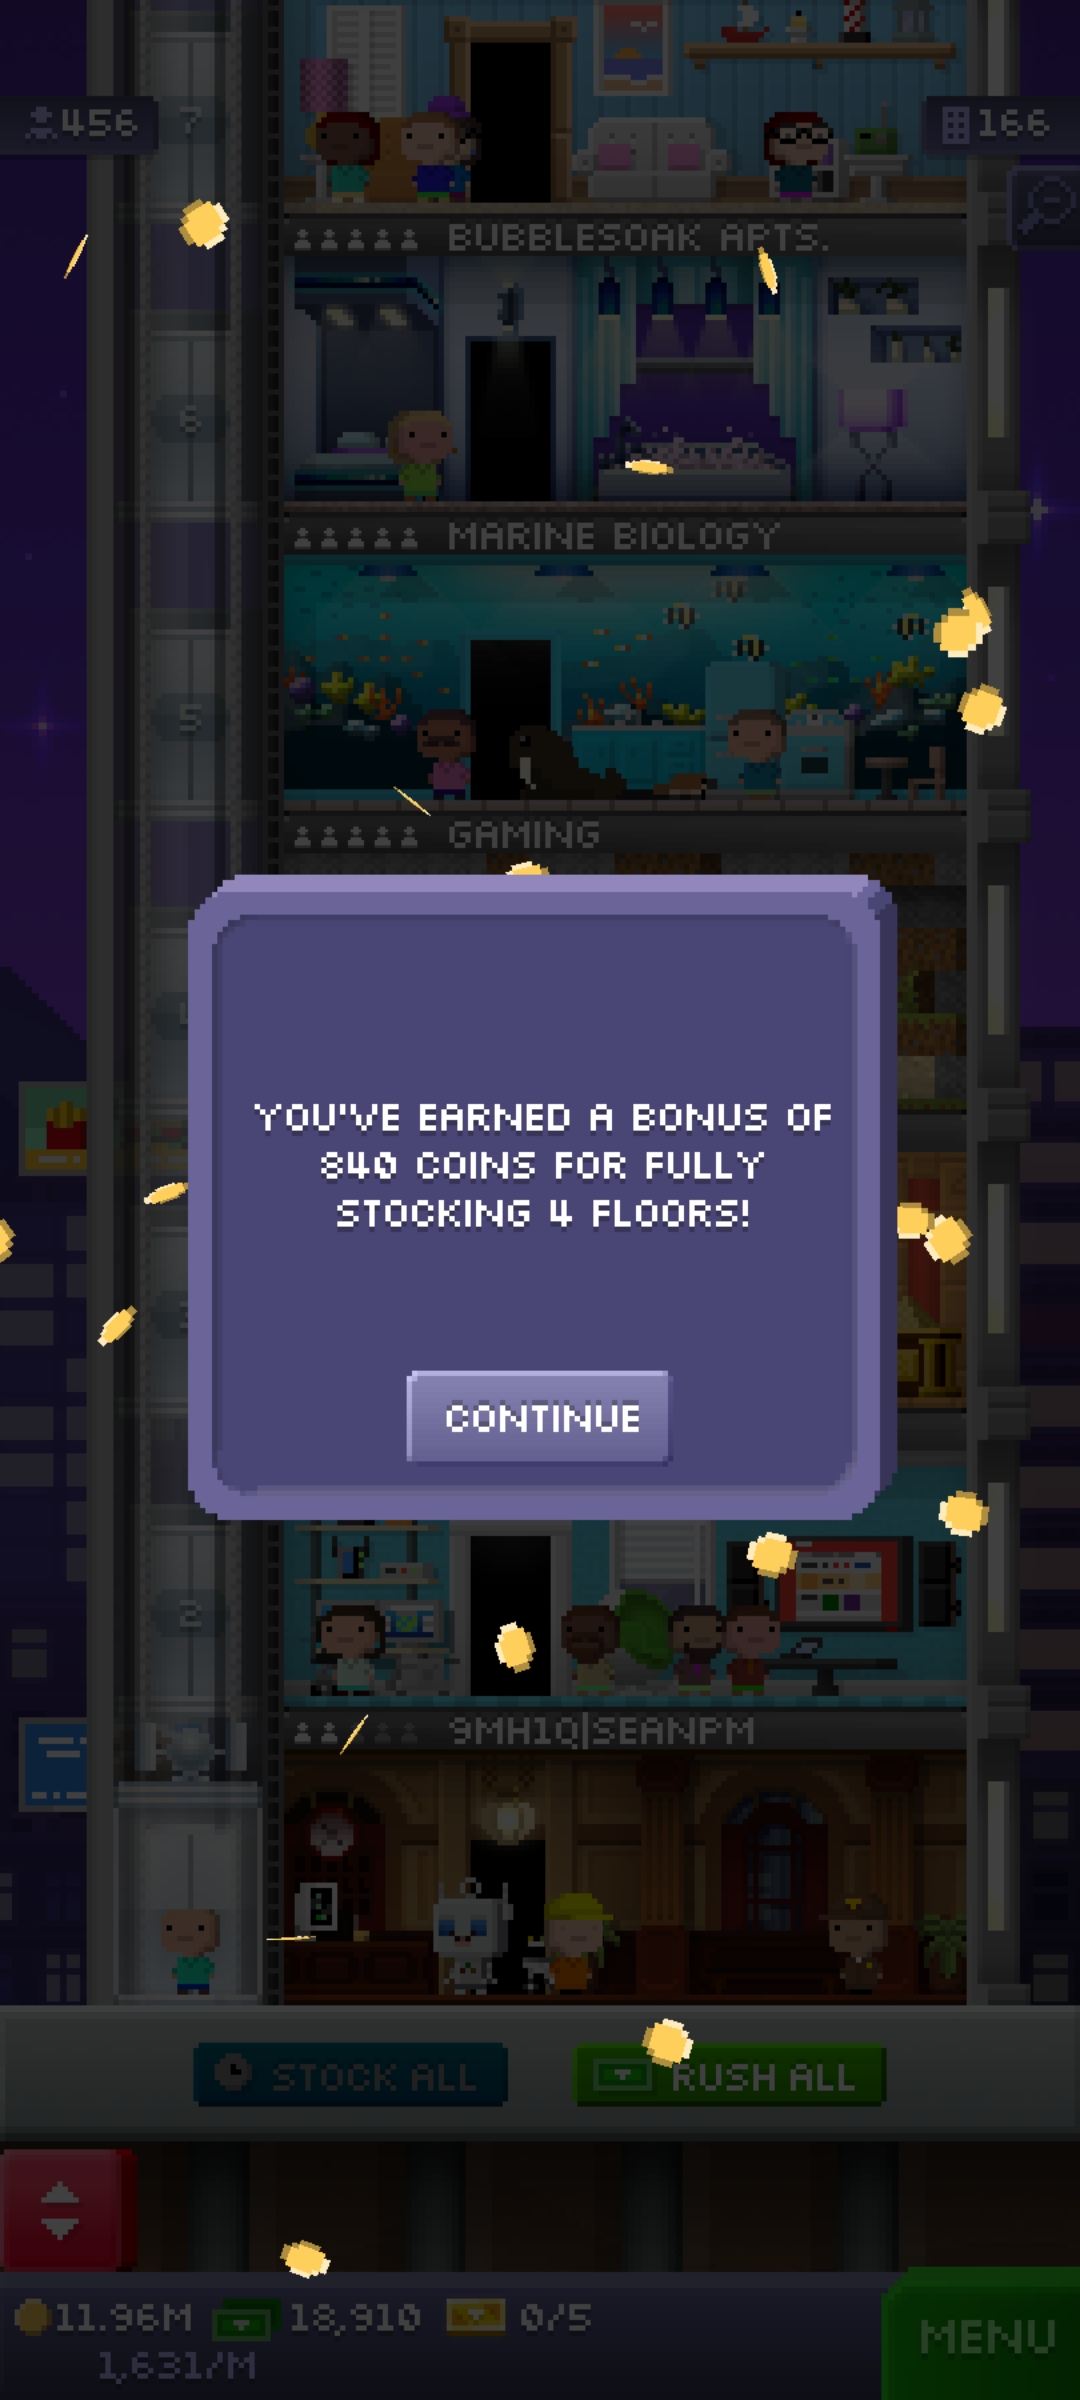 456
7
166
BUBBLESOAK APTS.
6
MARINE BIOLOGY
5
GAMING
YOU'VE EARNED A BONUS OF
840 COINS FOR FULLY
STOCKING 4 FLOORS!
CONTINUE
2
9MH1Q|SEANPM
STOCK ALL
RUSH ALL
11.96M
18,910
0/5
1,631/M
MENU